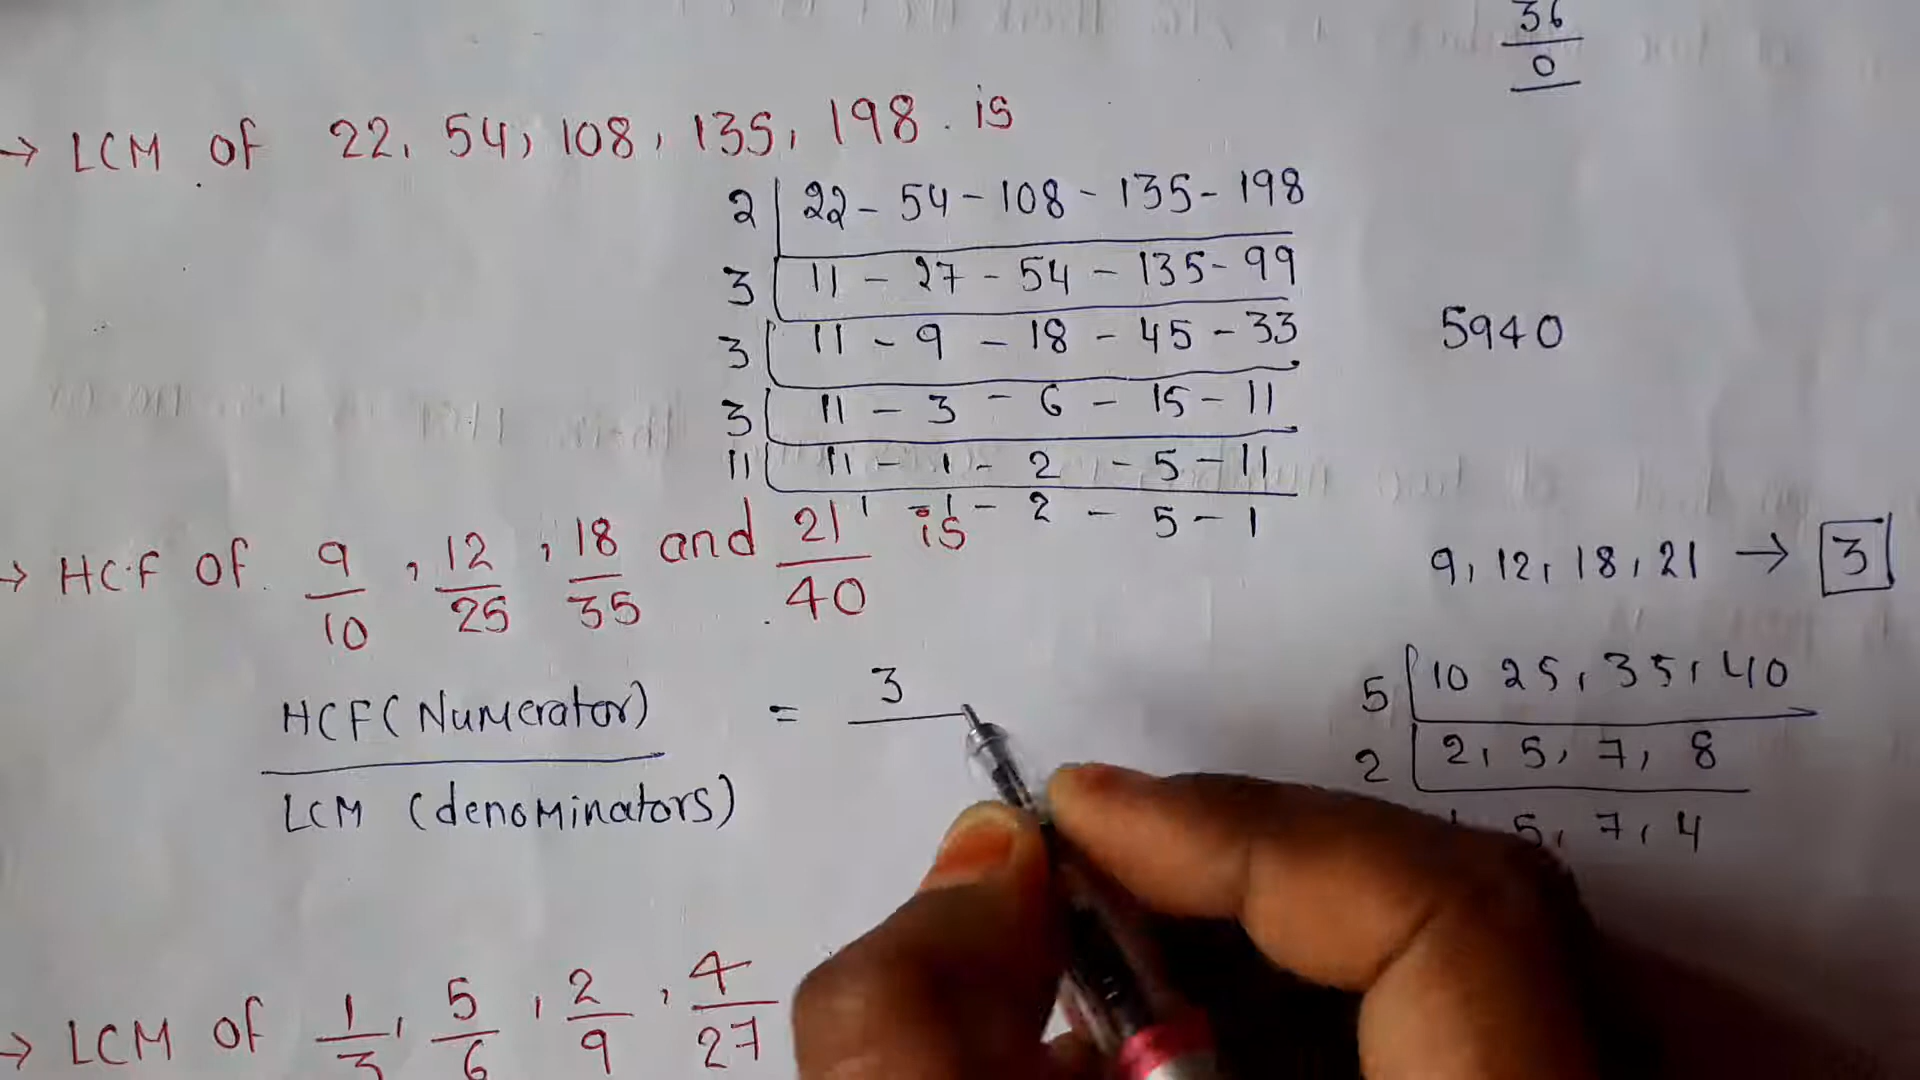 36
0
→ LCM of 22, 54, 108, 135, 198. is
2 22 - 54 - 108 - 135 - 198
3 11 - 27 - 54 - 135 - 99
3 11 - 9 - 18 - 45 - 33
3 11 - 3 - 6 - 15 - 11
11 11 - 1 - 2 - 5 - 11
1 - 1 - 2 - 5 - 1
5940
→ HCF of 9/10, 12/25, 18/35 and 21/40 is
9, 12, 18, 21 → 3
HCF (Numerator) = 3
LCM (denominators)
5 10 25, 35, 40
2 2, 5, 7, 8
5, 7, 4
→ LCM of 1/3, 5/6, 2/9, 4/27